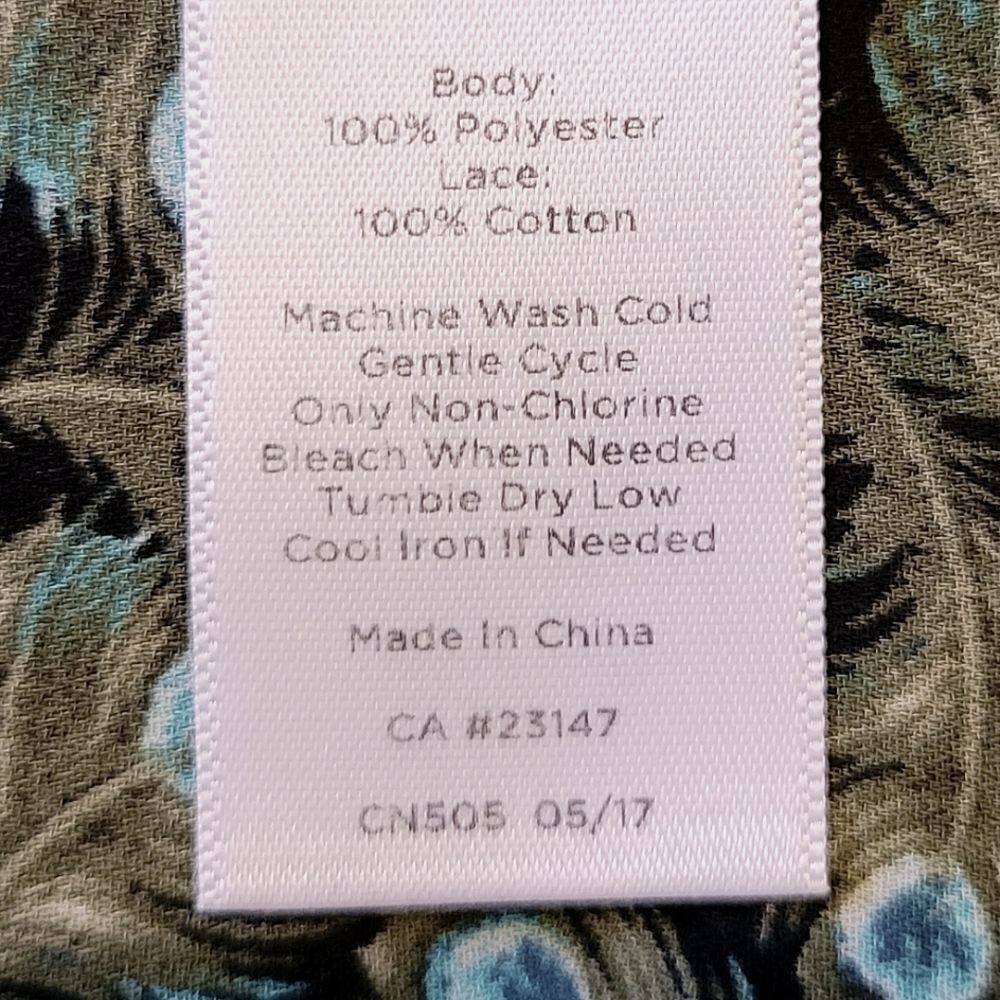 Body:
100% Polyester
Lace:
100% Cotton
Machine Wash Cold
Gentle Cycle
Only Non-Chlorine
Bleach When Needed
Tumble Dry Low
Cool Iron If Needed
Made In China
CA #23147
CN505 05/17